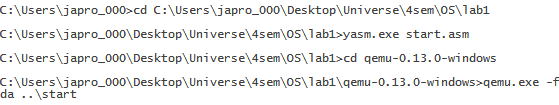 C:\Users\japro_000>cd C:\Users\japro_000\Desktop\Universe\4sem\OS\lab1
C:\Users\japro_000\Desktop\Universe\4sem\OS\lab1>yasm.exe start.asm
C:\Users\japro_000\Desktop\Universe\4sem\OS\lab1>cd qemu-0.13.0-windows
C:\Users\japro_000\Desktop\Universe\4sem\OS\lab1\qemu-0.13.0-windows>qemu.exe -f
da ..\start